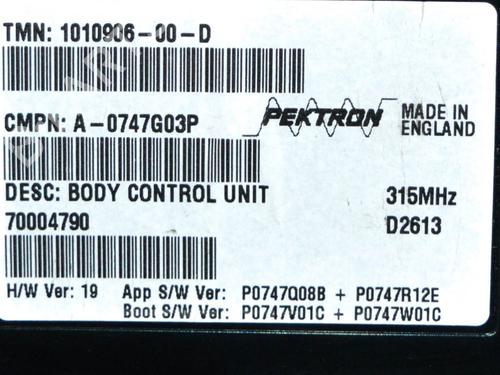 TMN: 1010906-00-D
CMPN: A-0747G03P
PEKTRON
MADE IN
ENGLAND
DESC: BODY CONTROL UNIT
315MHz
70004790
D2613
H/W Ver: 19 App S/W Ver: P0747Q08B + P0747R12E
Boot S/W Ver: P0747V01C + P0747W01C